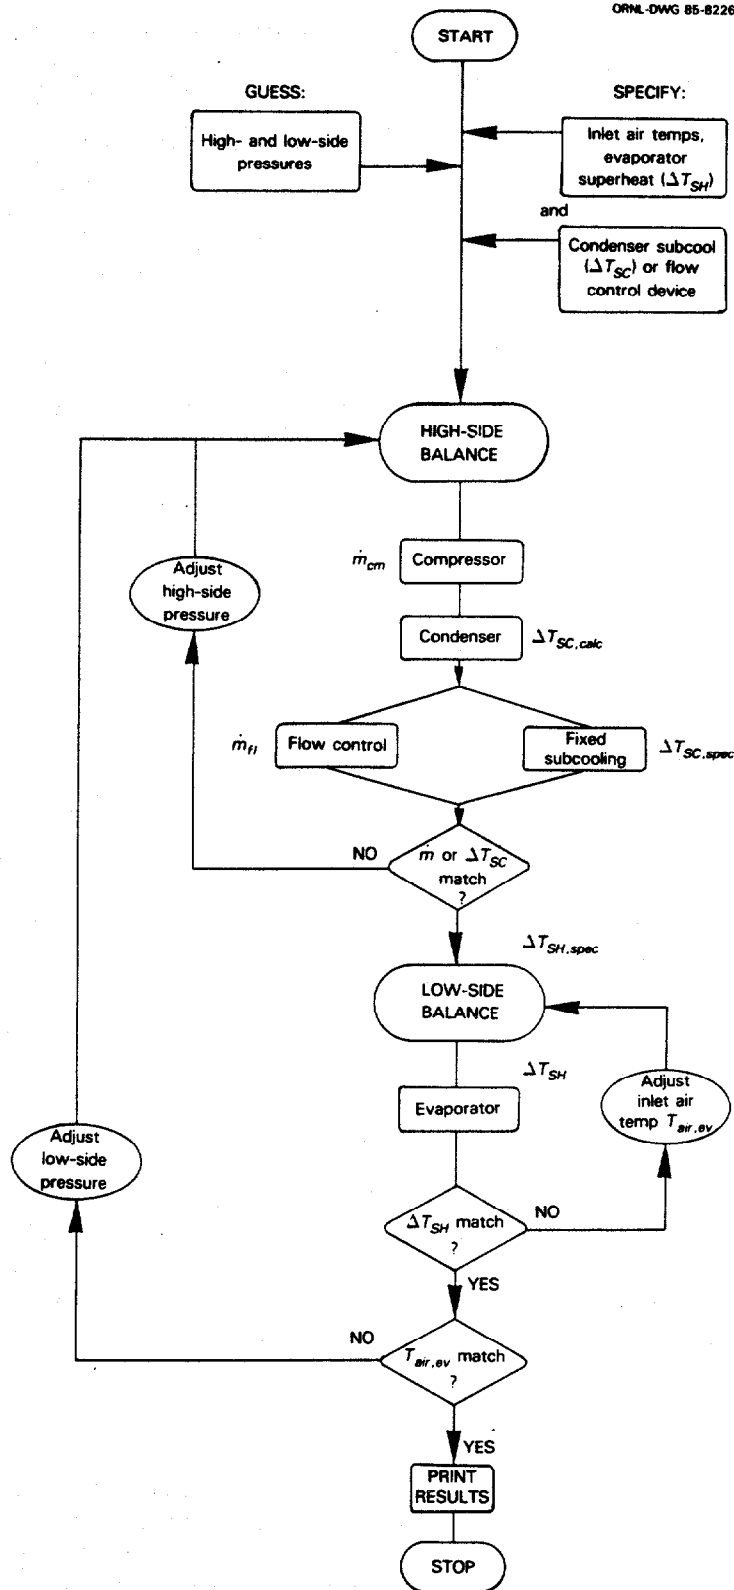 ORNL-DWG 85-8226
START
GUESS:
SPECIFY:
High- and low-side
pressures
Inlet air temps,
evaporator
superheat (ΔT_SH)
and
Condenser subcool
(ΔT_SC) or flow
control device
HIGH-SIDE
BALANCE
ṁ_cm
Compressor
Adjust
high-side
pressure
Condenser
ΔT_SC,calc
ṁ_fl
Flow control
Fixed
subcooling
ΔT_SC,spec
NO
ṁ or ΔT_SC
match
?
ΔT_SH,spec
LOW-SIDE
BALANCE
ΔT_SH
Evaporator
Adjust
inlet air
temp T_air,ev
Adjust
low-side
pressure
ΔT_SH match
?
NO
YES
NO
T_air,ev match
?
YES
PRINT
RESULTS
STOP